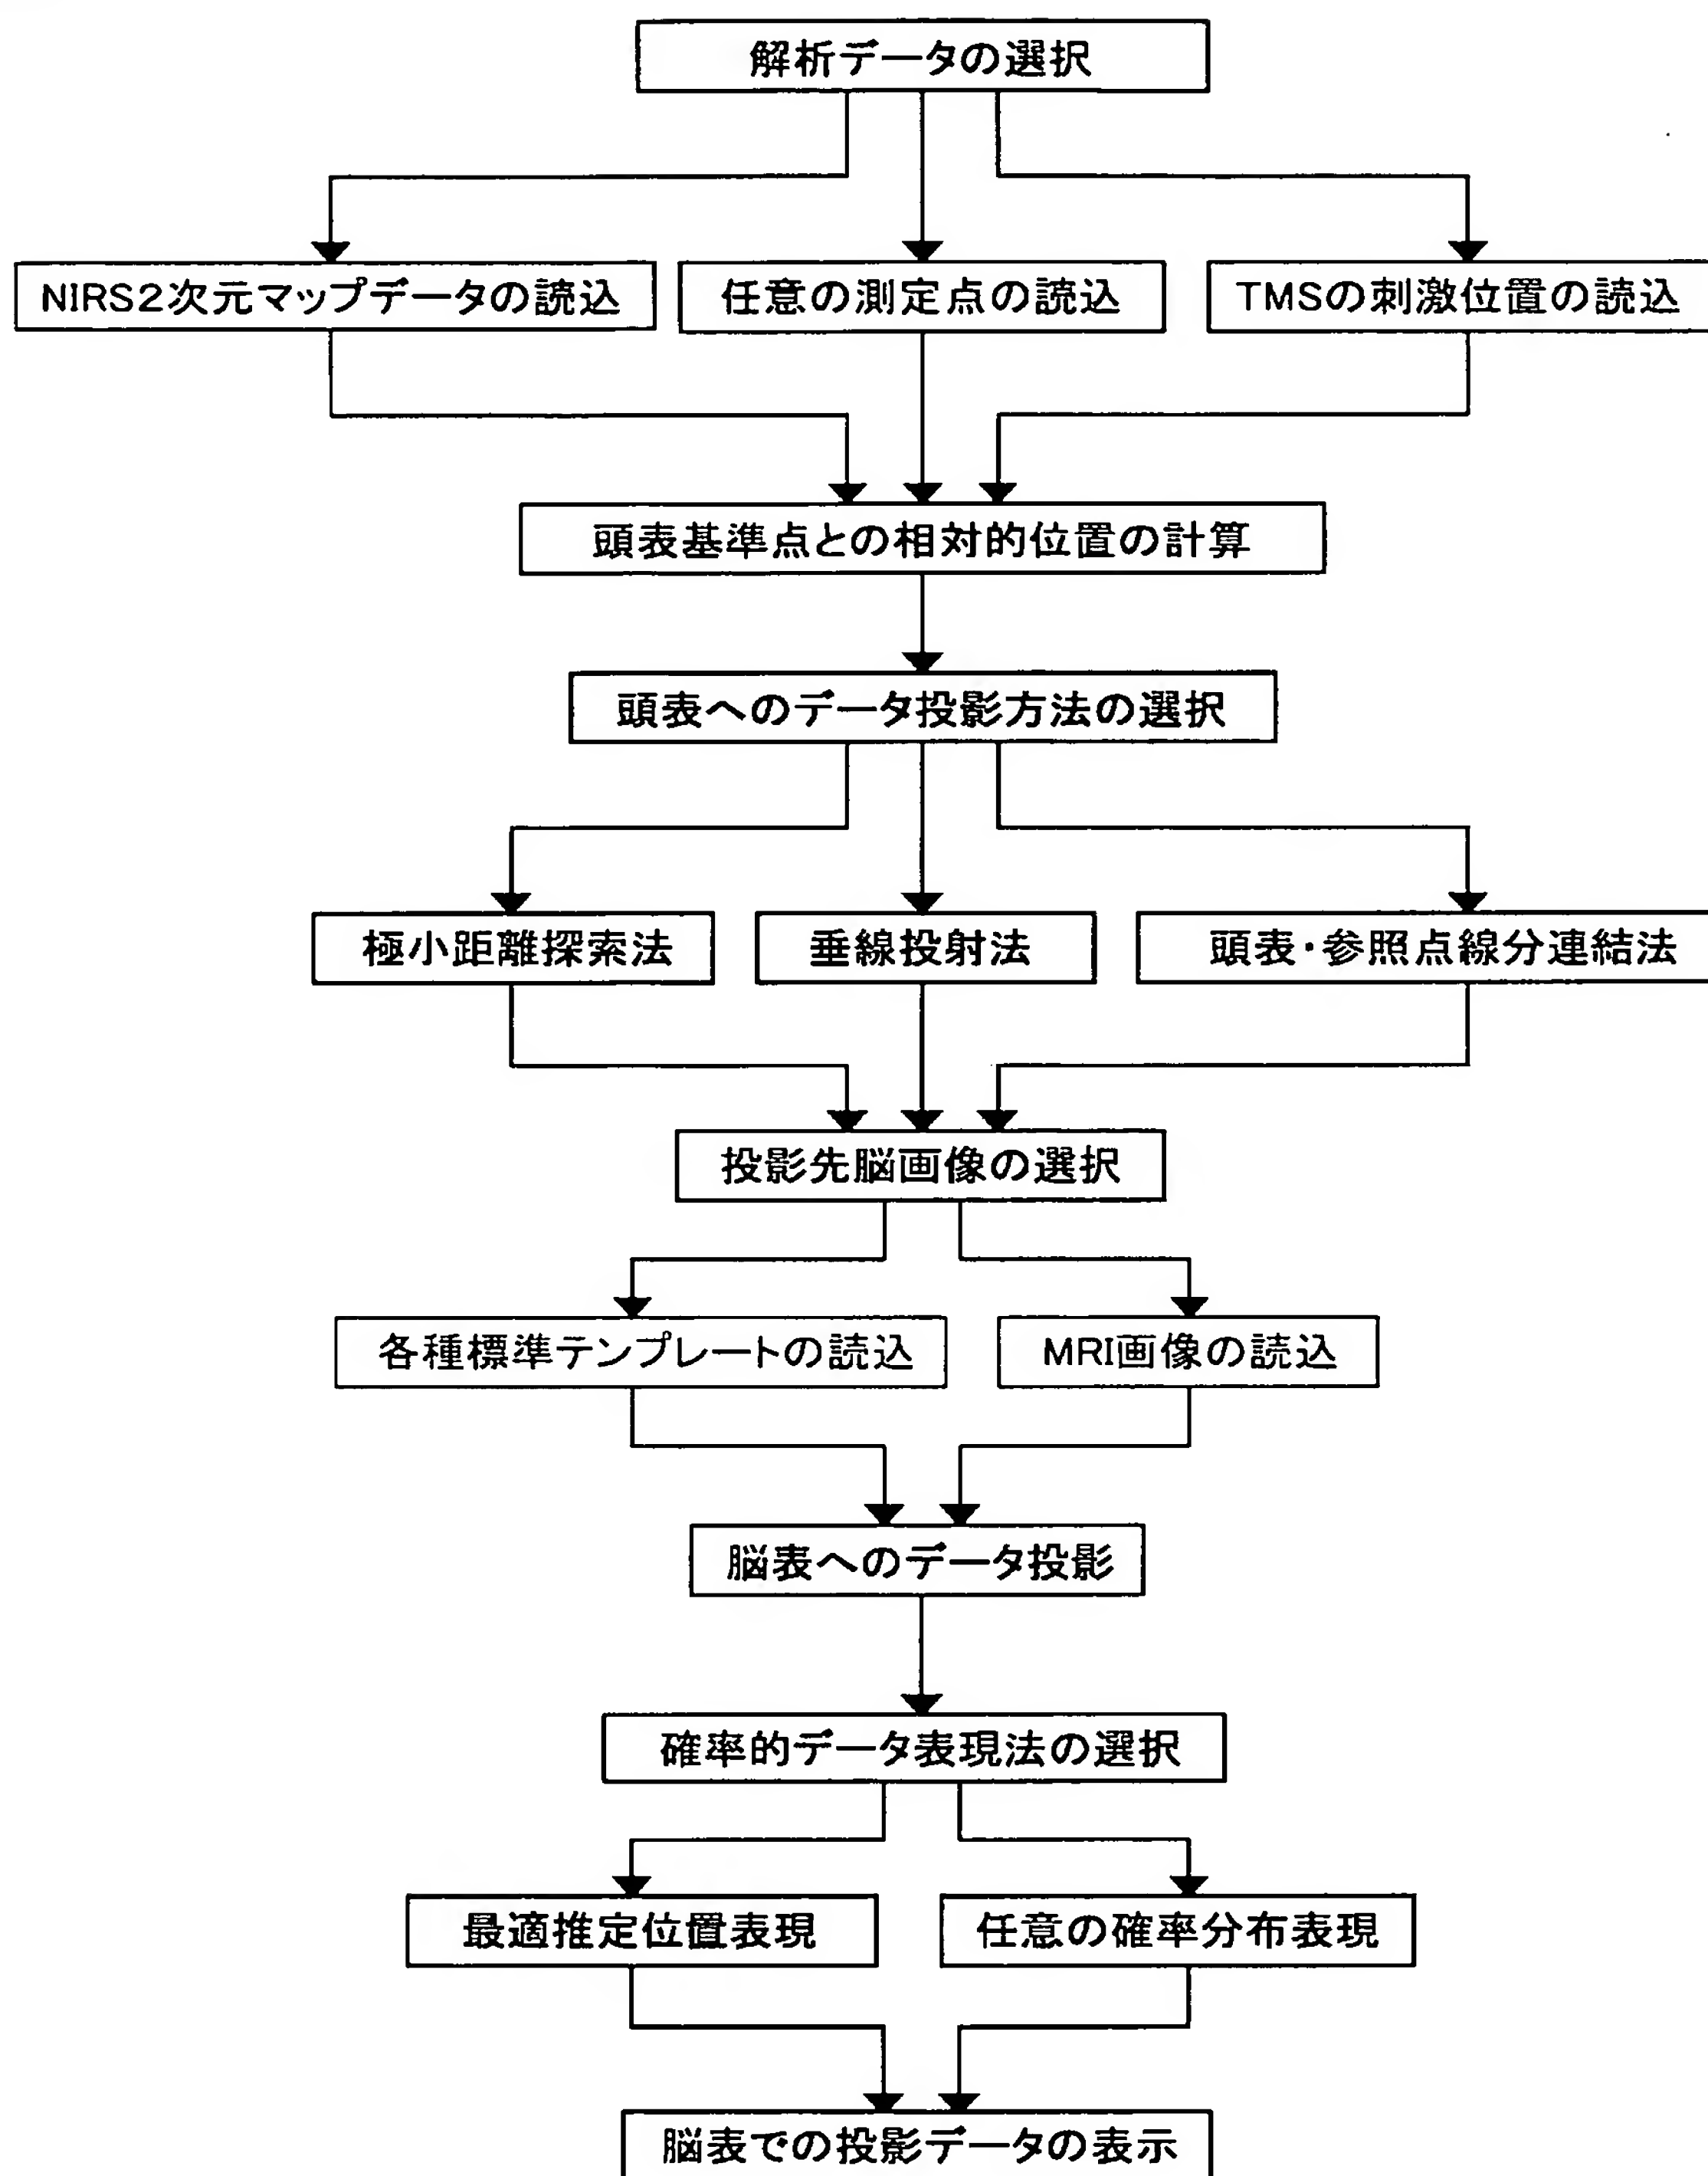 解析データの選択
NIRS2次元マップデータの読込
任意の測定点の読込
TMSの刺激位置の読込
頭表基準点との相対的位置の計算
頭表へのデータ投影方法の選択
極小距離探索法
垂線投射法
頭表・参照点線分連結法
投影先脳画像の選択
各種標準テンプレートの読込
MRI画像の読込
脳表へのデータ投影
確率的データ表現法の選択
最適推定位置表現
任意の確率分布表現
脳表での投影データの表示